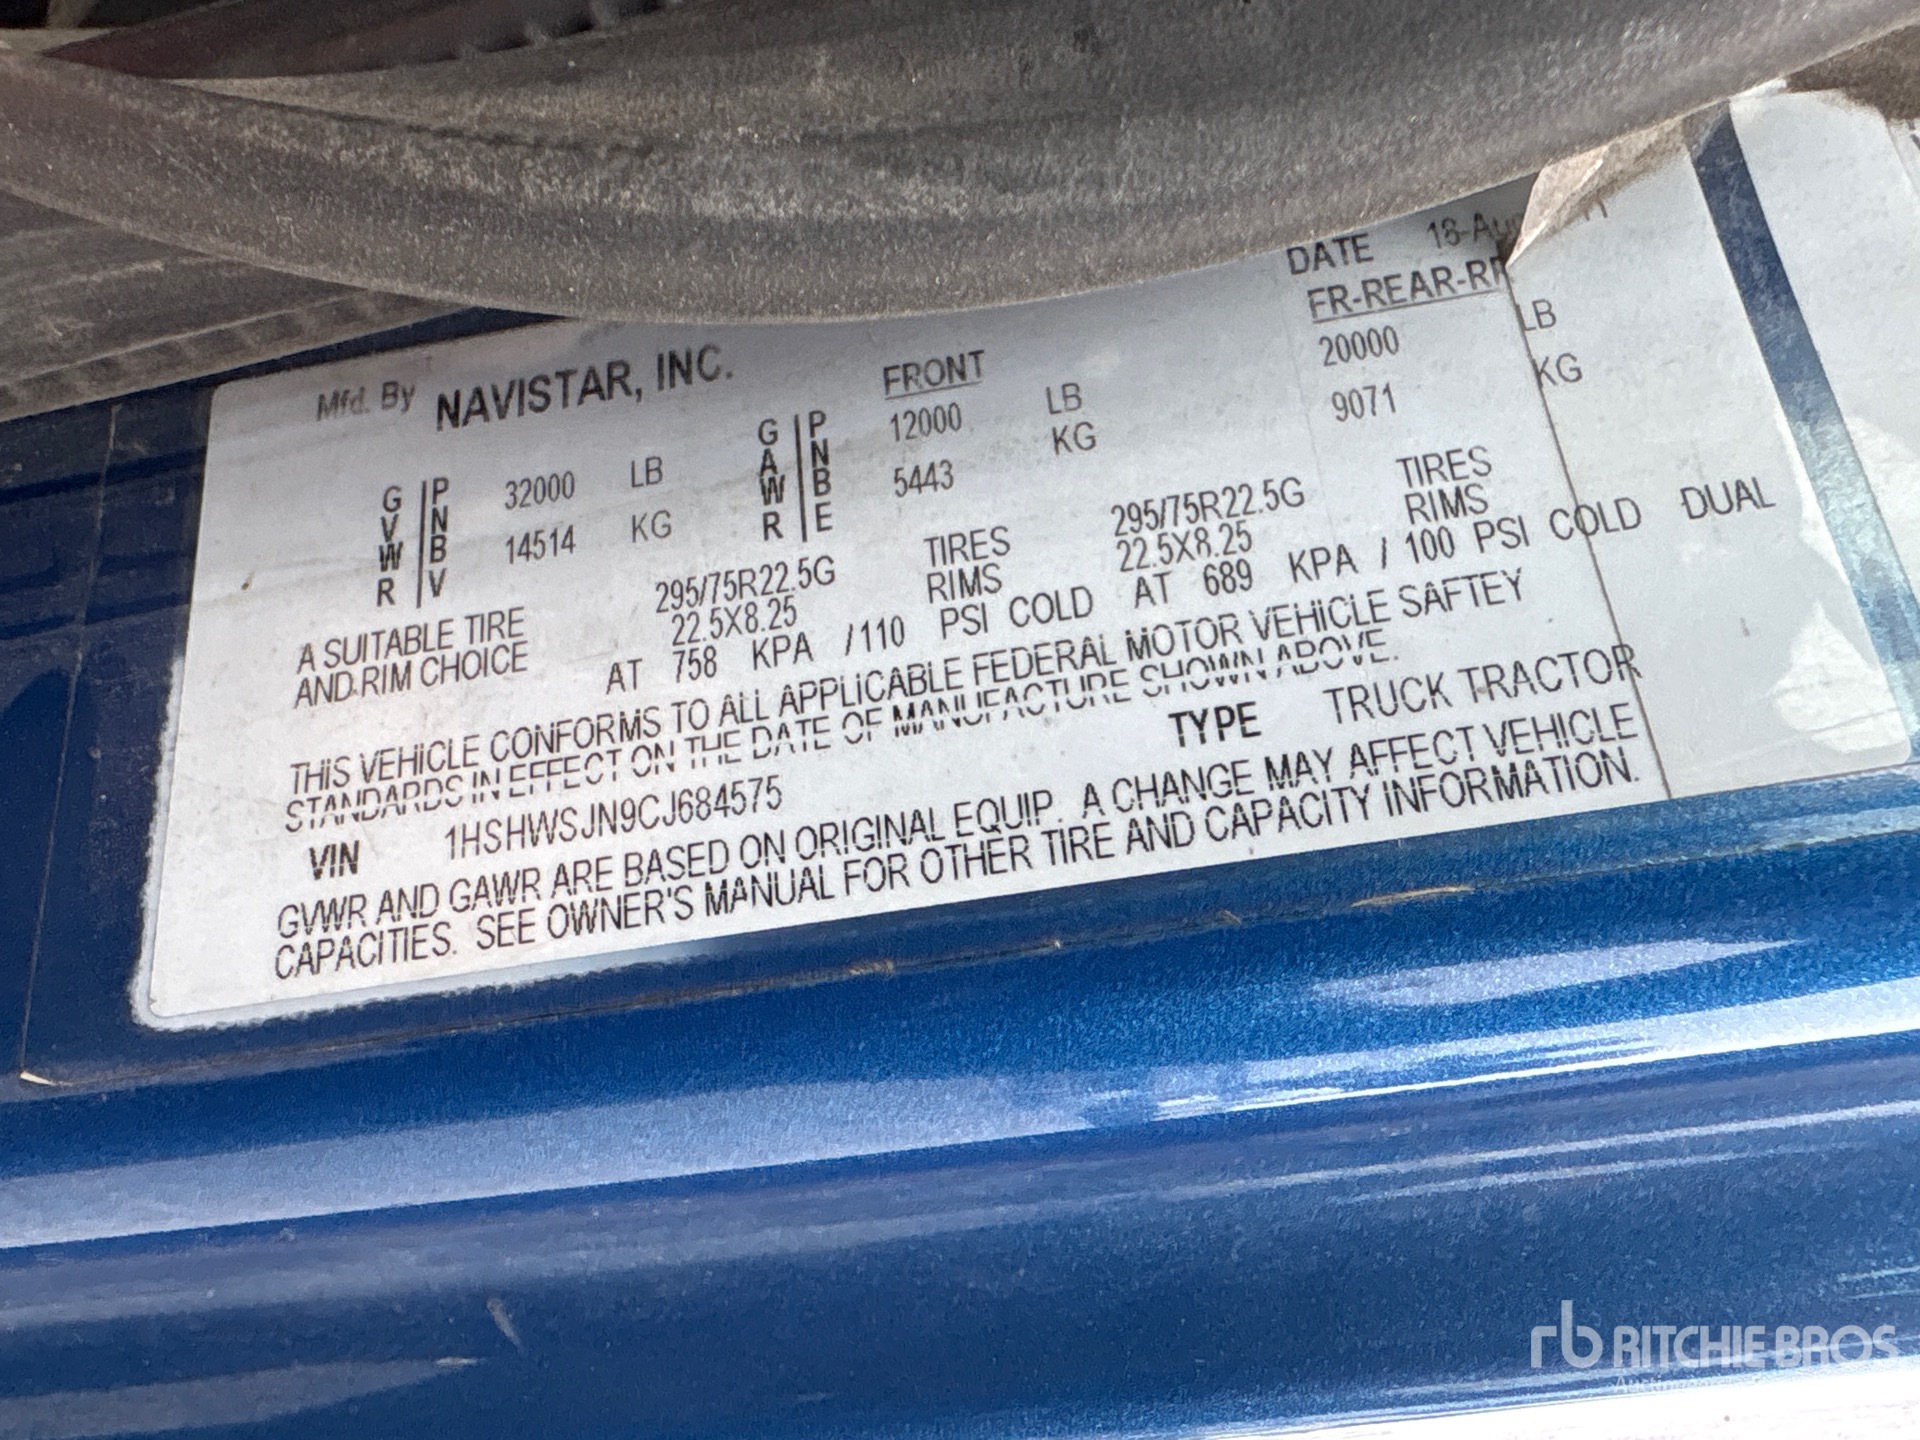 DATE 18-Au
Mfd. By NAVISTAR, INC.
FRONT FR-REAR-RR
GVWR PNBV 32000 LB GAWR PNBE 12000 LB 20000 LB
14514 KG 5443 KG 9071 KG
A SUITABLE TIRE 295/75R22.5G TIRES 295/75R22.5G TIRES
AND.RIM CHOICE 22.5X8.25 RIMS 22.5X8.25 RIMS
AT 758 KPA /110 PSI COLD AT 689 KPA / 100 PSI COLD DUAL
THIS VEHICLE CONFORMS TO ALL APPLICABLE FEDERAL MOTOR VEHICLE SAFTEY
STANDARDS IN EFFECT ON THE DATE OF MANUFACTURE SHOWN ABOVE.
VIN 1HSHWSJN9CJ684575 TYPE TRUCK TRACTOR
GVWR AND GAWR ARE BASED ON ORIGINAL EQUIP. A CHANGE MAY AFFECT VEHICLE
CAPACITIES. SEE OWNER'S MANUAL FOR OTHER TIRE AND CAPACITY INFORMATION.
rb RITCHIE BROS